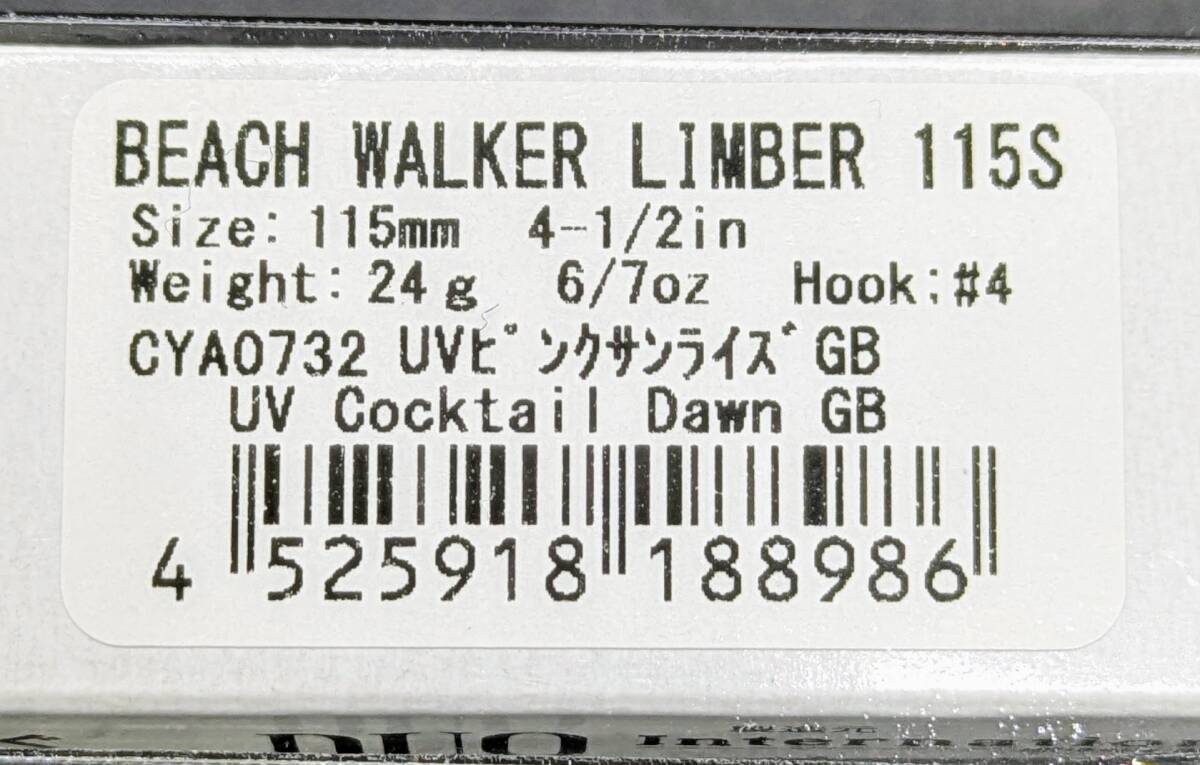 BEACH WALKER LIMBER 115S
Size: 115mm 4-1/2in
Weight: 24g 6/7oz Hook:#4
CYA0732 UVﾋﾟﾝｸｻﾝﾗｲｽﾞGB
UV Cocktail Dawn GB
4 525918 188986
DUO